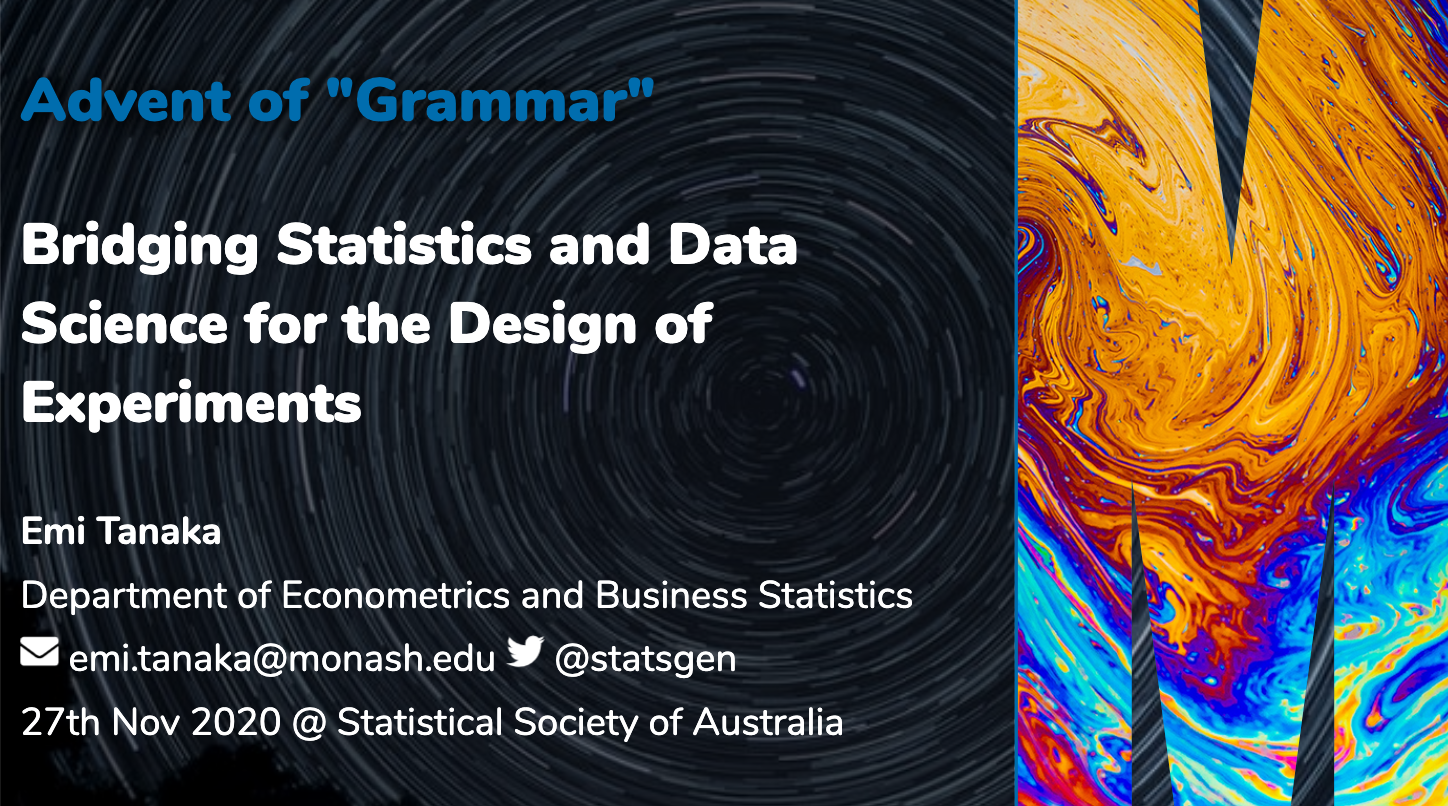 Advent of "Grammar"
Bridging Statistics and Data
Science for the Design of
Experiments
Emi Tanaka
Department of Econometrics and Business Statistics
emi.tanaka@monash.edu @statsgen
27th Nov 2020 @ Statistical Society of Australia